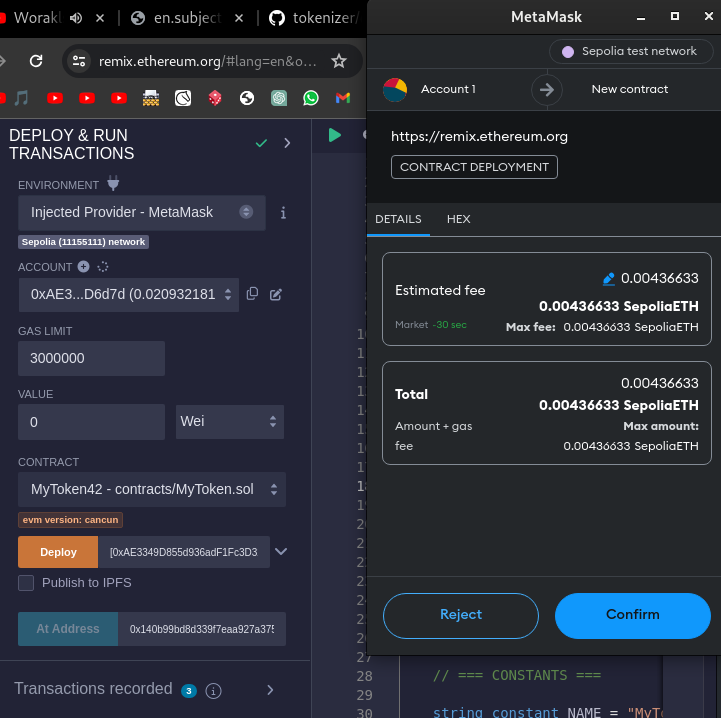 Worak
en.subject
tokenizer/
MetaMask
remix.ethereum.org/#lang=en&o...
Sepolia test network
Account 1
New contract
https://remix.ethereum.org
CONTRACT DEPLOYMENT
DETAILS
HEX
Estimated fee
0.00436633
0.00436633 SepoliaETH
Market -30 sec
Max fee: 0.00436633 SepoliaETH
Total
0.00436633
0.00436633 SepoliaETH
Amount + gas fee
Max amount:
0.00436633 SepoliaETH
Reject
Confirm
DEPLOY & RUN
TRANSACTIONS
ENVIRONMENT
Injected Provider - MetaMask
Sepolia (11155111) network
ACCOUNT
0xAE3...D6d7d (0.020932181
GAS LIMIT
3000000
VALUE
0
Wei
CONTRACT
MyToken42 - contracts/MyToken.sol
evm version: cancun
Deploy
[0xAE3349D855d936adF1Fc3D3
Publish to IPFS
At Address
0x140b99bd8d339f7eaa927a375
Transactions recorded 3
18
27
28
// === CONSTANTS ===
29
30
string constant NAME = "MyTo